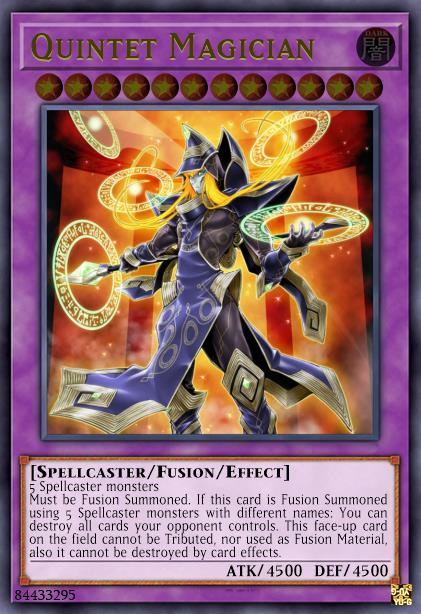 Quintet Magician
DARK
闇
[Spellcaster/Fusion/Effect]
5 Spellcaster monsters
Must be Fusion Summoned. If this card is Fusion Summoned
using 5 Spellcaster monsters with different names: You can
destroy all cards your opponent controls. This face-up card
on the field cannot be Tributed, nor used as Fusion Material,
also it cannot be destroyed by card effects.
ATK/4500 DEF/4500
84433295